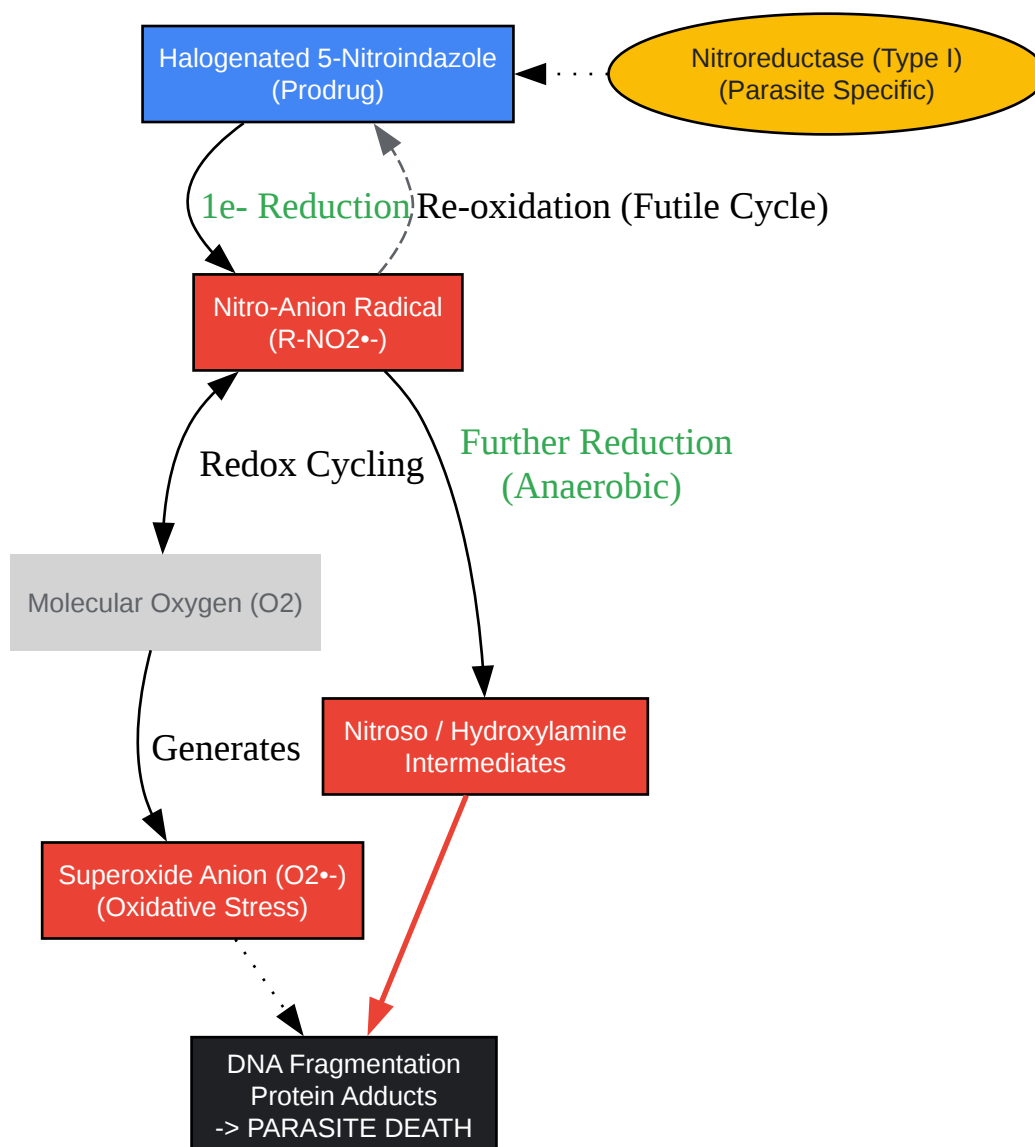 Halogenated 5-Nitroindazole
(Prodrug)
Nitroreductase (Type I)
(Parasite Specific)
1e- Reduction
Re-oxidation (Futile Cycle)
Nitro-Anion Radical
(R-NO2•-)
Redox Cycling
Further Reduction
(Anaerobic)
Molecular Oxygen (O2)
Nitroso / Hydroxylamine
Intermediates
Generates
Superoxide Anion (O2•-)
(Oxidative Stress)
DNA Fragmentation
Protein Adducts
-> PARASITE DEATH